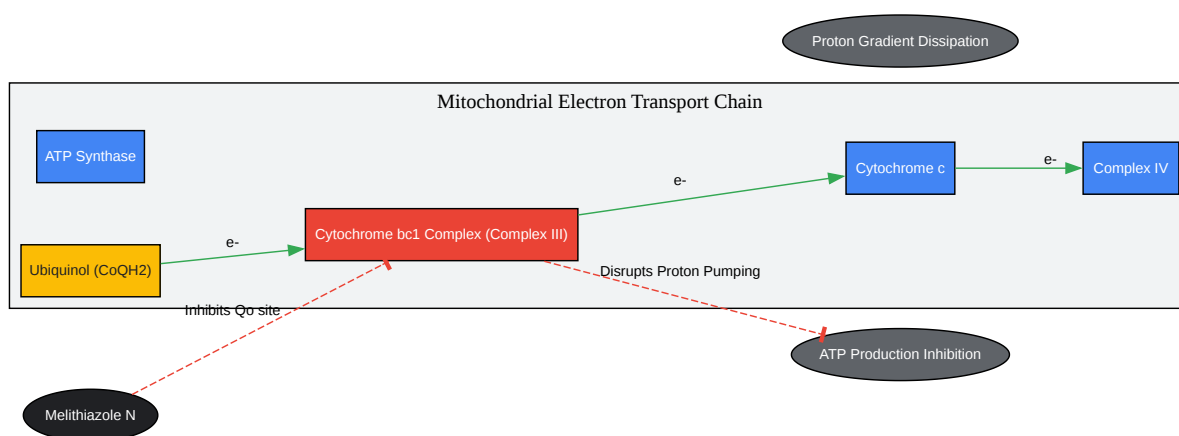 Proton Gradient Dissipation
Mitochondrial Electron Transport Chain
ATP Synthase
Cytochrome c
e-
Complex IV
e-
Cytochrome bc1 Complex (Complex III)
e-
Ubiquinol (CoQH2)
Disrupts Proton Pumping
Inhibits Qo site
ATP Production Inhibition
Melithiazole N